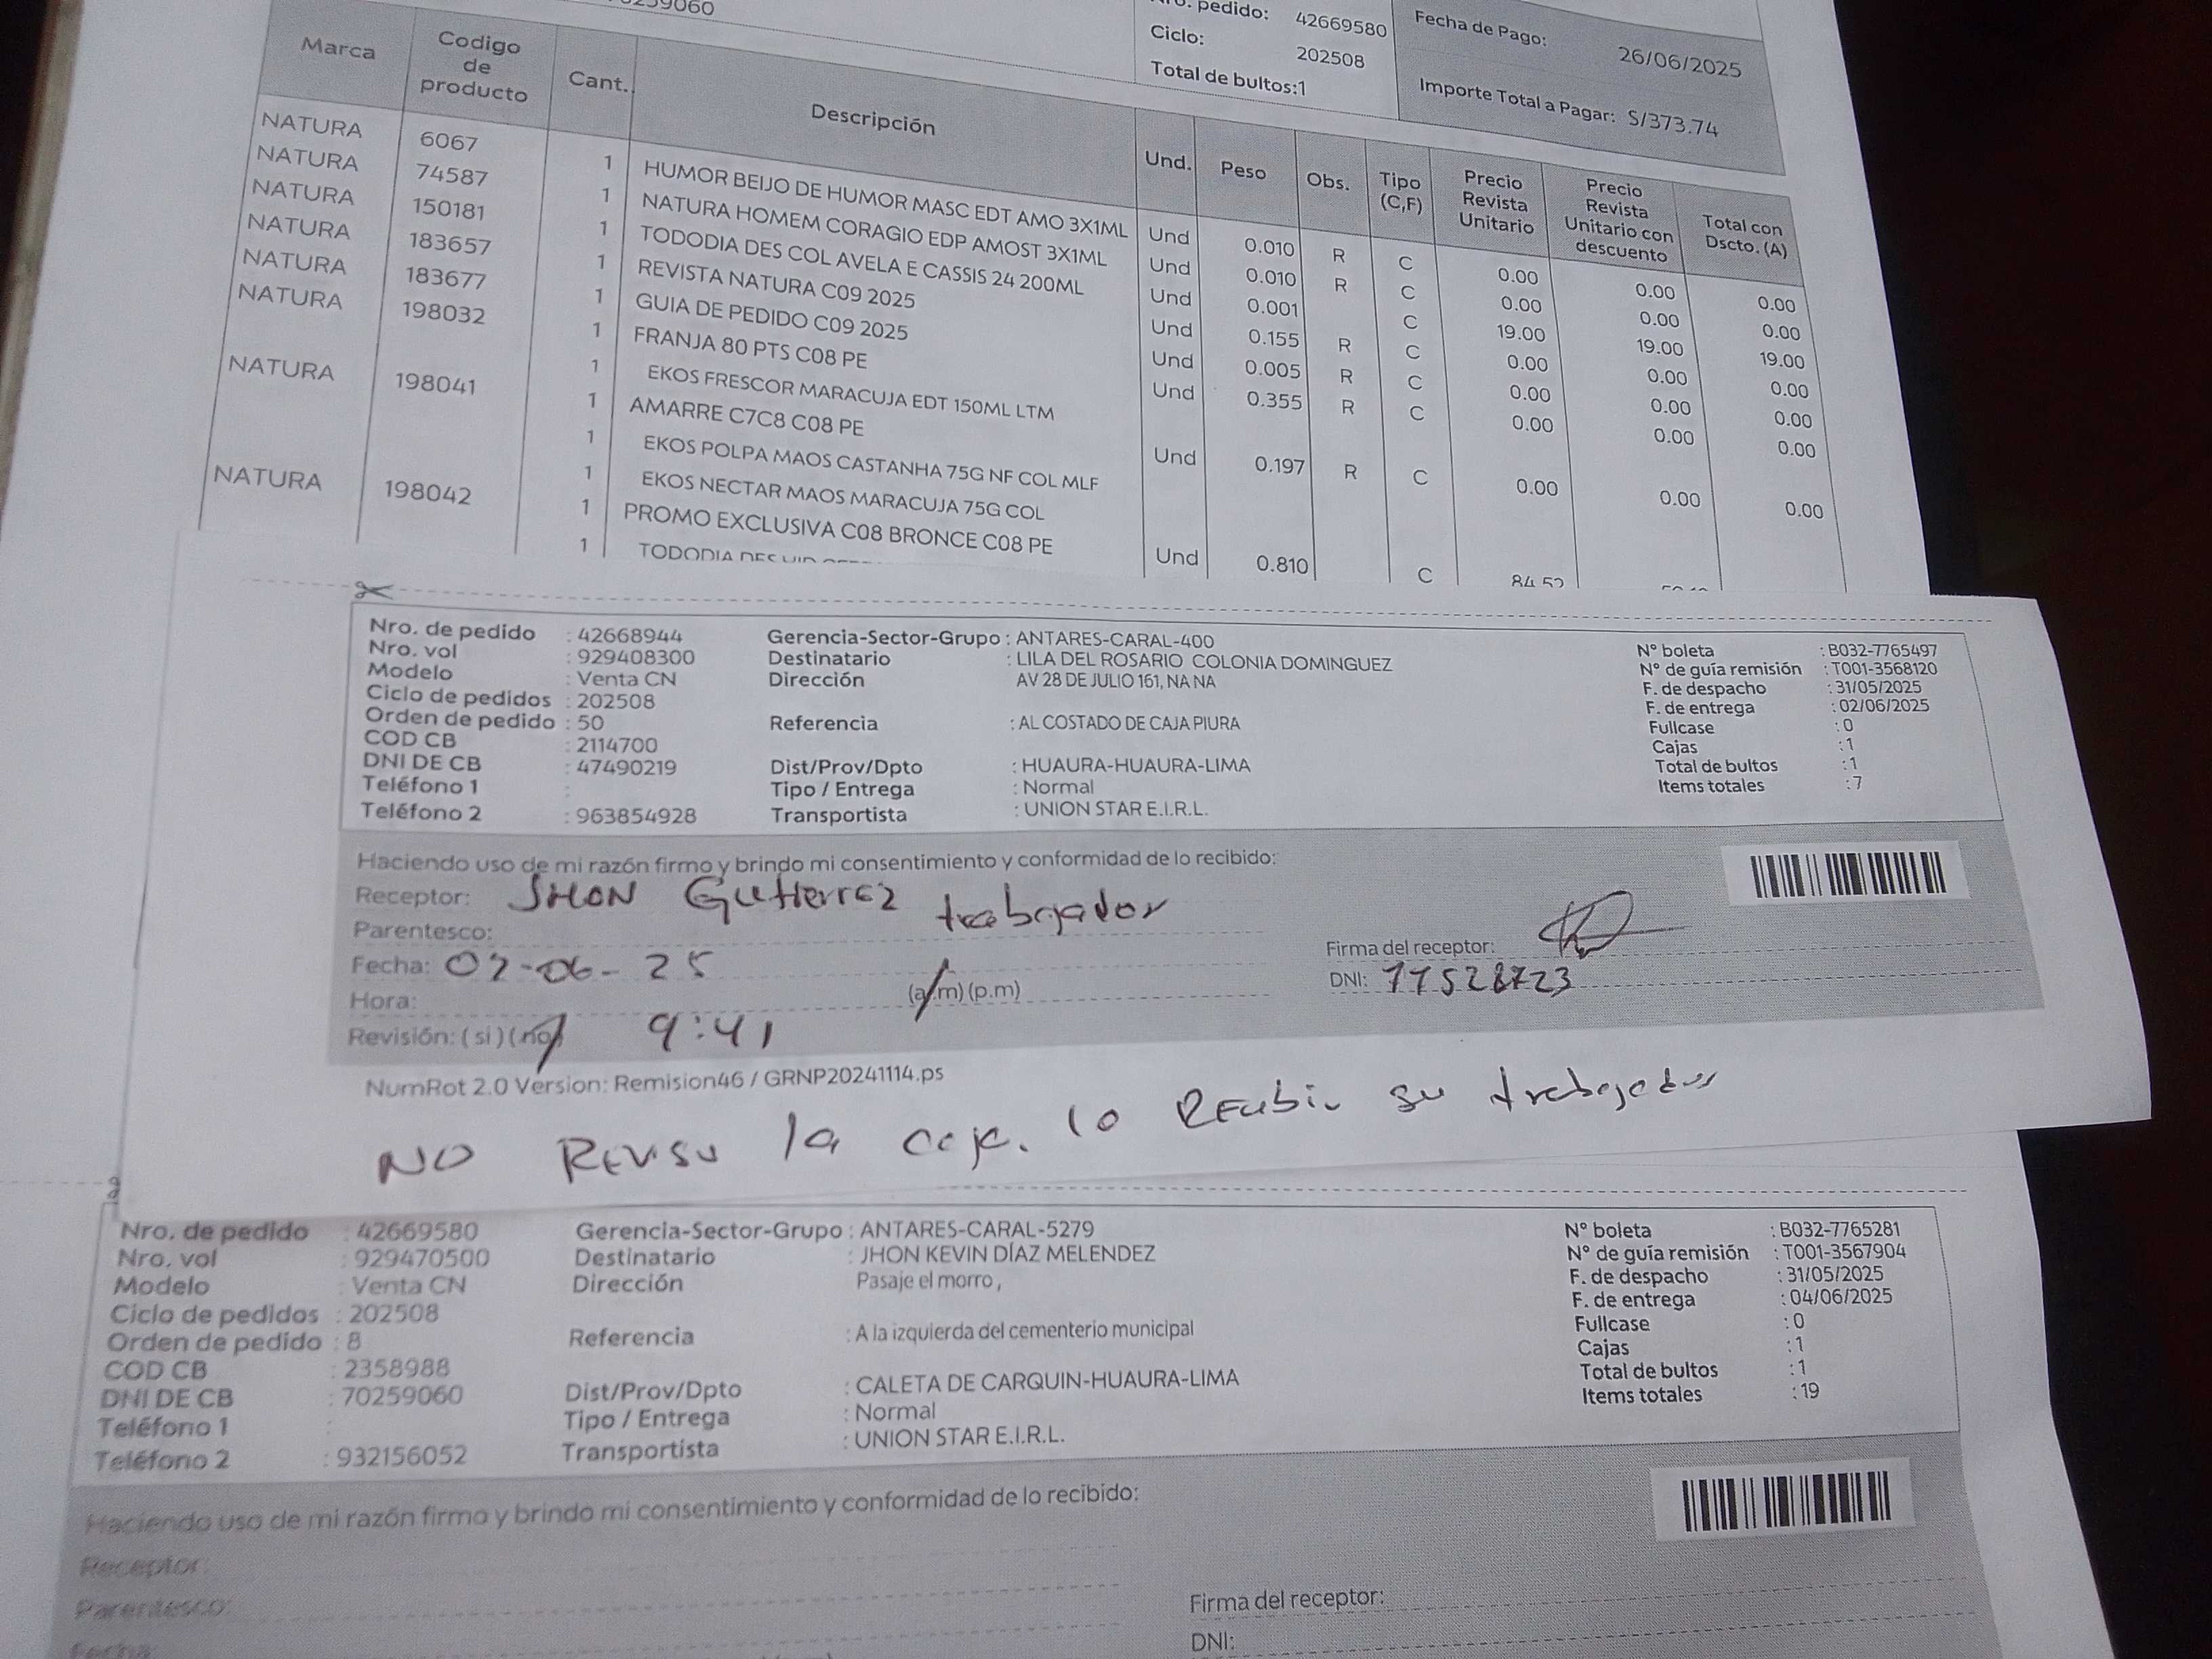 Nro. pedido: 42669580
Ciclo: 202508
Total de bultos:1
Fecha de Pago: 26/06/2025
Importe Total a Pagar: S/373.74
Marca Codigo de producto Cant. Descripción Und. Peso Obs. Tipo (C,F) Precio Revista Unitario Precio Revista Unitario con descuento Total con Dscto. (A)
NATURA 6067 1 HUMOR BEIJO DE HUMOR MASC EDT AMO 3X1ML Und 0.010 R C 0.00 0.00 0.00
NATURA 74587 1 NATURA HOMEM CORAGIO EDP AMOST 3X1ML Und 0.010 R C 0.00 0.00 0.00
NATURA 150181 1 TODODIA DES COL AVELA E CASSIS 24 200ML Und 0.001 C 19.00 19.00 19.00
NATURA 183657 1 REVISTA NATURA C09 2025 Und 0.155 R C 0.00 0.00 0.00
NATURA 183677 1 GUIA DE PEDIDO C09 2025 Und 0.005 R C 0.00 0.00 0.00
NATURA 198032 1 FRANJA 80 PTS C08 PE Und 0.355 R C 0.00 0.00 0.00
1 EKOS FRESCOR MARACUJA EDT 150ML LTM
NATURA 198041 1 AMARRE C7C8 C08 PE Und 0.197 R C 0.00 0.00 0.00
1 EKOS POLPA MAOS CASTANHA 75G NF COL MLF
1 EKOS NECTAR MAOS MARACUJA 75G COL
NATURA 198042 1 PROMO EXCLUSIVA C08 BRONCE C08 PE Und 0.810 C 84.52
1 TODODIA DES
Nro. de pedido : 42668944 Gerencia-Sector-Grupo : ANTARES-CARAL-400 N° boleta : B032-7765497
Nro. vol : 929408300 Destinatario : LILA DEL ROSARIO COLONIA DOMINGUEZ N° de guía remisión : T001-3568120
Modelo : Venta CN Dirección AV 28 DE JULIO 161, NA NA F. de despacho : 31/05/2025
Ciclo de pedidos : 202508 F. de entrega : 02/06/2025
Orden de pedido : 50 Referencia : AL COSTADO DE CAJA PIURA Fullcase : 0
COD CB : 2114700 Cajas : 1
DNI DE CB : 47490219 Dist/Prov/Dpto : HUAURA-HUAURA-LIMA Total de bultos : 1
Teléfono 1 : Tipo / Entrega : Normal Items totales : 7
Teléfono 2 : 963854928 Transportista : UNION STAR E.I.R.L.
Haciendo uso de mi razón firmo y brindo mi consentimiento y conformidad de lo recibido:
Receptor: JHON Gutierrez trabajador
Parentesco:
Firma del receptor:
Fecha: 02-06-25
DNI: 77528723
Hora: (a.m) (p.m)
Revisión: (si) (no) 9:41
NumRot 2.0 Version: Remision46 / GRNP20241114.ps
NO REVISO la caja. lo Recibio su trabajador
Nro. de pedido : 42669580 Gerencia-Sector-Grupo : ANTARES-CARAL-5279 N° boleta : B032-7765281
Nro. vol : 929470500 Destinatario : JHON KEVIN DÍAZ MELENDEZ N° de guía remisión : T001-3567904
Modelo : Venta CN Dirección Pasaje el morro , F. de despacho : 31/05/2025
Ciclo de pedidos : 202508 F. de entrega : 04/06/2025
Orden de pedido : 8 Referencia : A la izquierda del cementerio municipal Fullcase : 0
COD CB : 2358988 Cajas : 1
DNI DE CB : 70259060 Dist/Prov/Dpto : CALETA DE CARQUIN-HUAURA-LIMA Total de bultos : 1
Teléfono 1 : Tipo / Entrega : Normal Items totales : 19
Teléfono 2 : 932156052 Transportista : UNION STAR E.I.R.L.
Haciendo uso de mi razón firmo y brindo mi consentimiento y conformidad de lo recibido:
Receptor:
Parentesco:
Firma del receptor:
Fecha:
DNI: